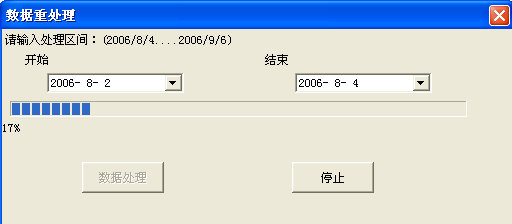 数据重处理
请输入处理区间：(2006/8/4....2006/9/6)
开始 结束
2006- 8- 2 2006- 8- 4
17%
数据处理 停止